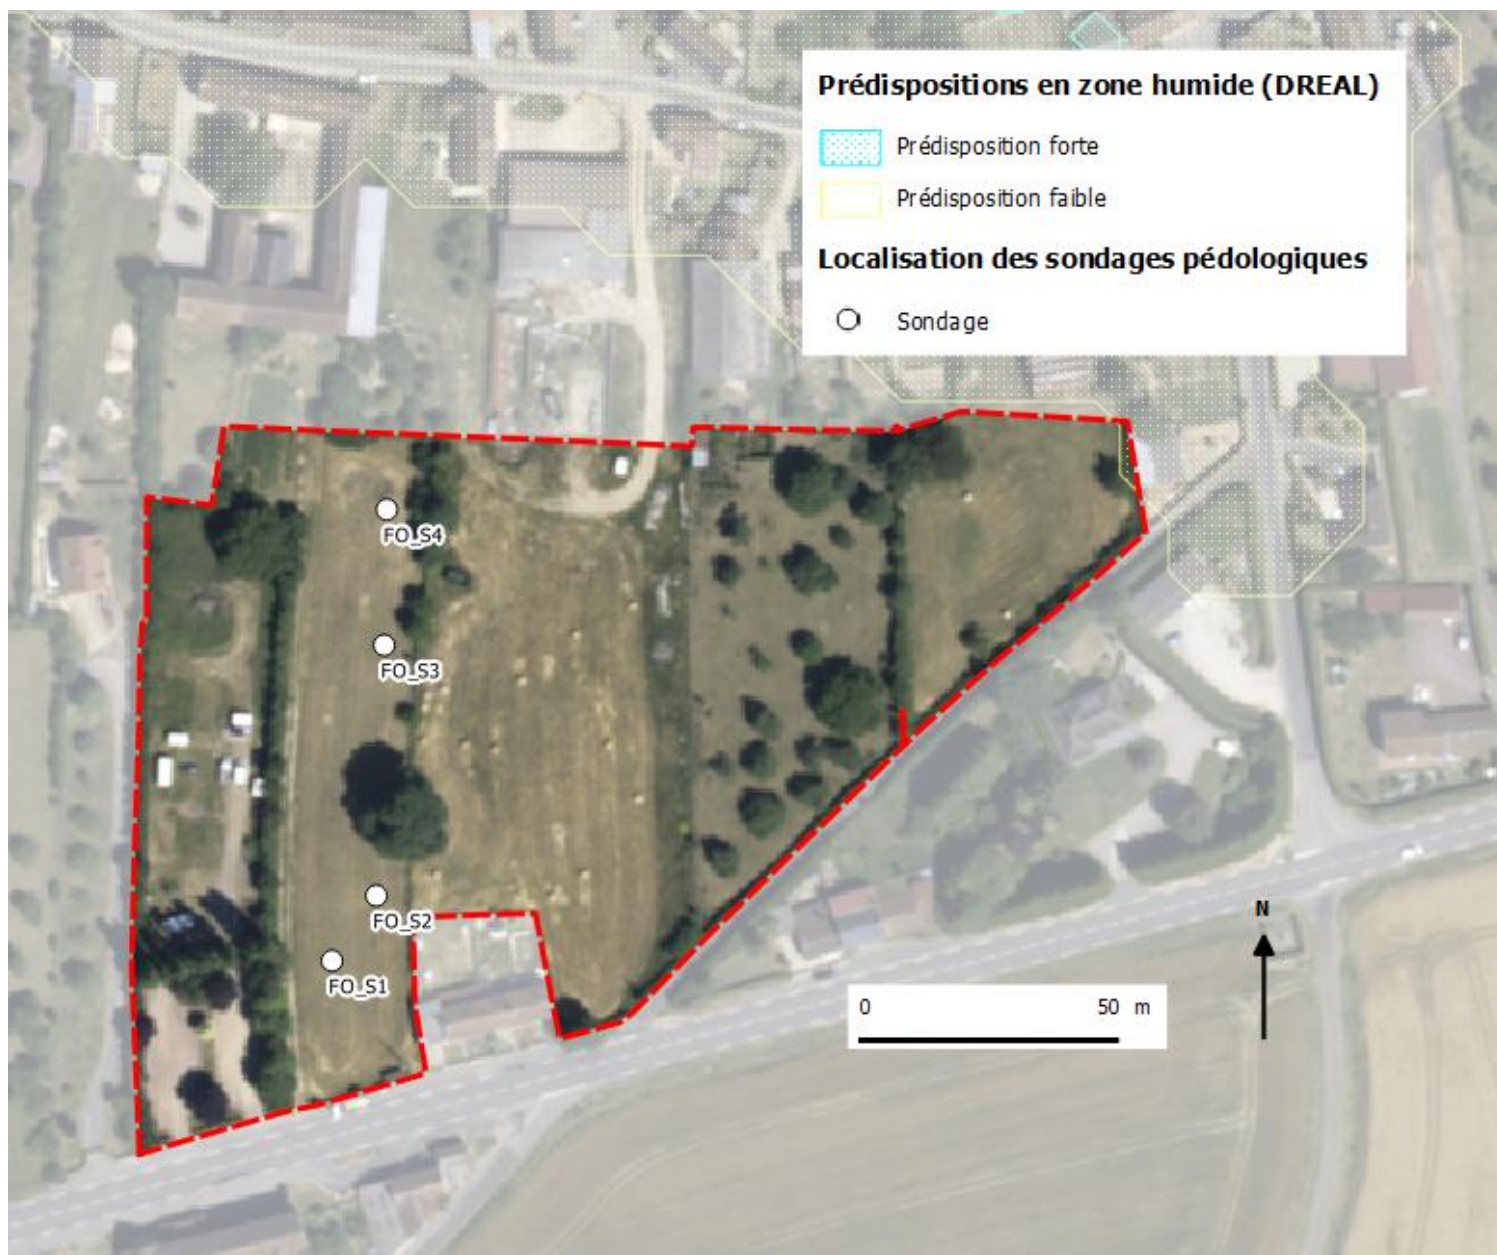 Prédispositions en zone humide (DREAL)
Prédisposition forte
Prédisposition faible
Localisation des sondages pédologiques
Sondage
FO_S4
FO_S3
FO_S2
FO_S1
N
0 50 m